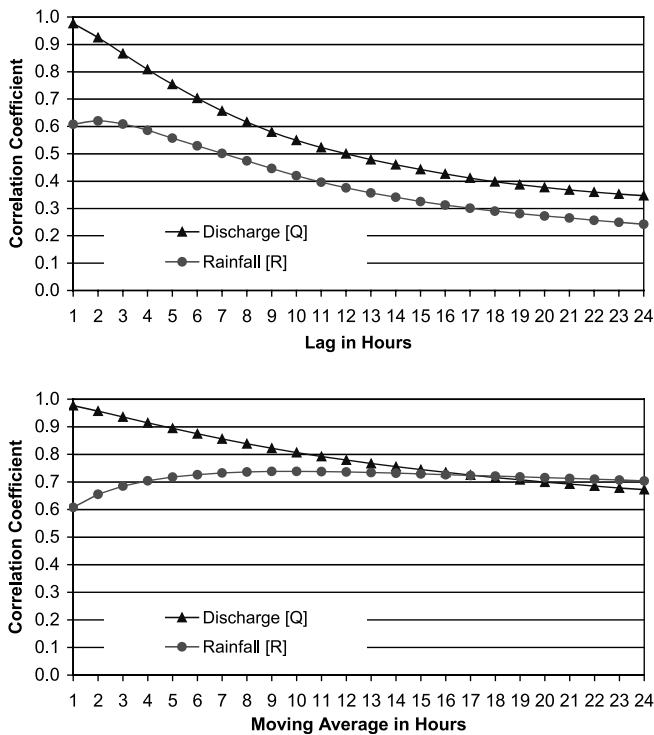 Correlation Coefficient
1.0
0.9
0.8
0.7
0.6
0.5
0.4
0.3
0.2
0.1
0.0
Discharge [Q]
Rainfall [R]
1 2 3 4 5 6 7 8 9 10 11 12 13 14 15 16 17 18 19 20 21 22 23 24
Lag in Hours
Correlation Coefficient
1.0
0.9
0.8
0.7
0.6
0.5
0.4
0.3
0.2
0.1
0.0
Discharge [Q]
Rainfall [R]
1 2 3 4 5 6 7 8 9 10 11 12 13 14 15 16 17 18 19 20 21 22 23 24
Moving Average in Hours